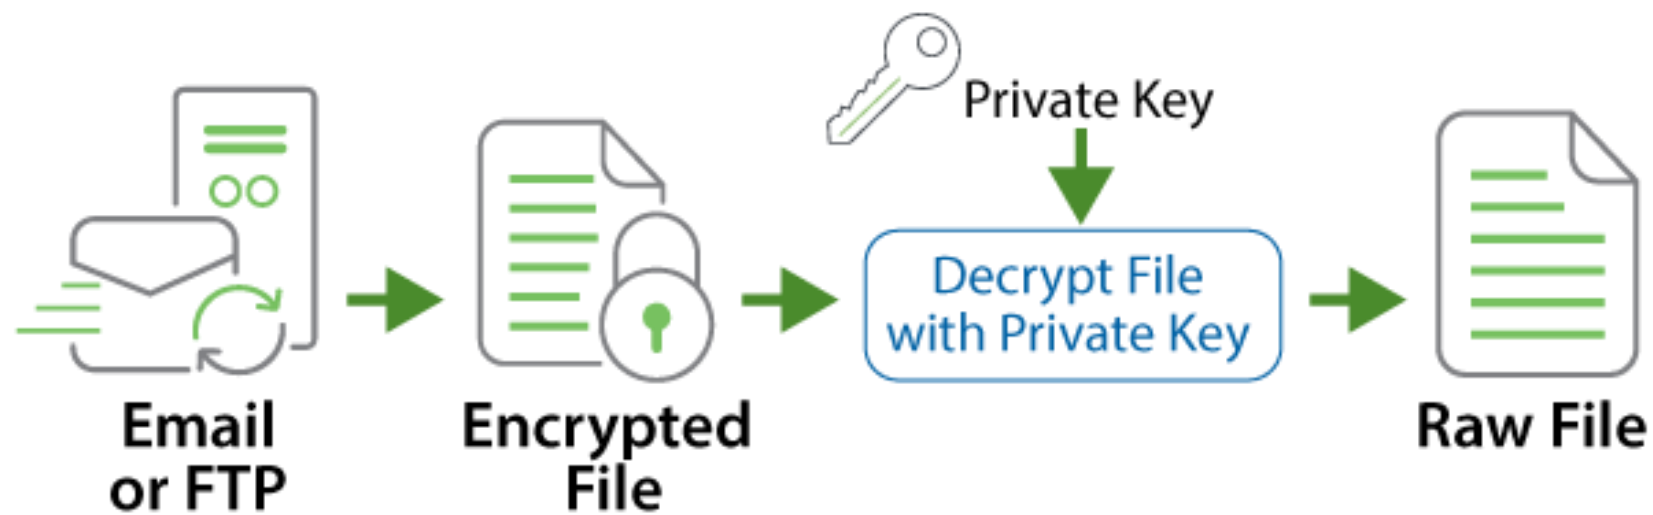 Private Key
Decrypt File
with Private Key
Email
or FTP
Encrypted
File
Raw File